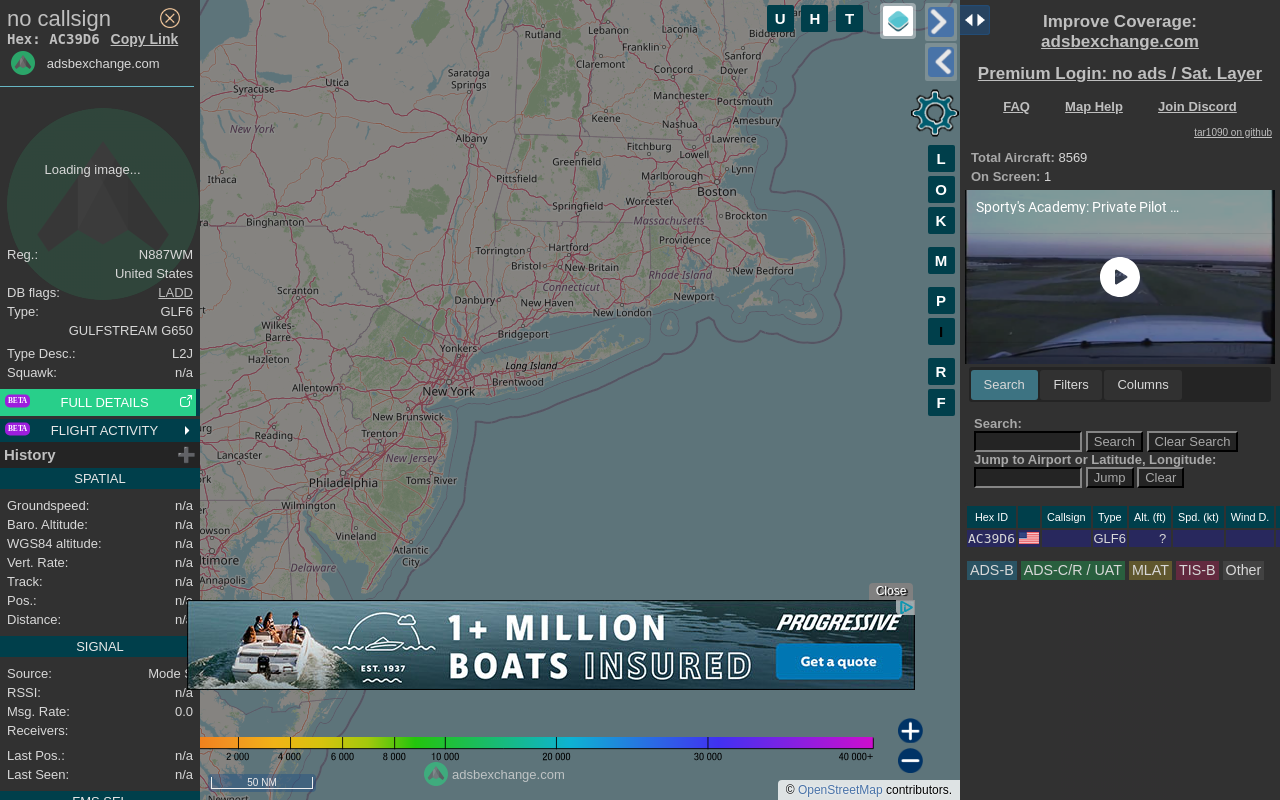 no callsign
Hex: AC39D6 Copy Link
adsbexchange.com
Loading image...
Reg.: N887WM
United States
DB flags: LADD
Type: GLF6
GULFSTREAM G650
Type Desc.: L2J
Squawk: n/a
BETA FULL DETAILS
BETA FLIGHT ACTIVITY
History
SPATIAL
Groundspeed: n/a
Baro. Altitude: n/a
WGS84 altitude: n/a
Vert. Rate: n/a
Track: n/a
Pos.: n/a
Distance: n/a
SIGNAL
Source: Mode S
RSSI: n/a
Msg. Rate: 0.0
Receivers:
Last Pos.: n/a
Last Seen: n/a
FMS SEL
U H T
L
O
K
M
P
I
R
F
Rutland
Lebanon
Laconia
Biddeford
Franklin
Sanford
Claremont
Concord
Dover
Saratoga
Springs
Utica
Syracuse
Manchester
Portsmouth
Keene
Nashua
Amesbury
New York
Albany
Fitchburg
Lawrence
Greenfield
Lowell
Lynn
Ithaca
Pittsfield
Marlborough
Boston
Springfield
Worcester
Binghamton
Massachusetts
Brockton
Torrington
Hartford
Providence
Bristol
New Britain
Rhode Island
New Bedford
Connecticut
Scranton
Danbury
New Haven
Newport
New London
Wilkes-
Barre
Bridgeport
Hazleton
Yonkers
Long Island
Allentown
New York
Brentwood
New Brunswick
Reading
Trenton
Lancaster
New Jersey
Philadelphia
Toms River
Wilmington
Vineland
Atlantic
City
Delaware
Annapolis
Close
1+ MILLION
BOATS INSURED
EST. 1937
PROGRESSIVE
Get a quote
2 000 4 000 6 000 8 000 10 000 20 000 30 000 40 000+
adsbexchange.com
50 NM
© OpenStreetMap contributors.
Improve Coverage:
adsbexchange.com
Premium Login: no ads / Sat. Layer
FAQ Map Help Join Discord
tar1090 on github
Total Aircraft: 8569
On Screen: 1
Sporty's Academy: Private Pilot ...
Search Filters Columns
Search:
Search Clear Search
Jump to Airport or Latitude, Longitude:
Jump Clear
Hex ID Callsign Type Alt. (ft) Spd. (kt) Wind D.
AC39D6 GLF6 ?
ADS-B ADS-C/R / UAT MLAT TIS-B Other